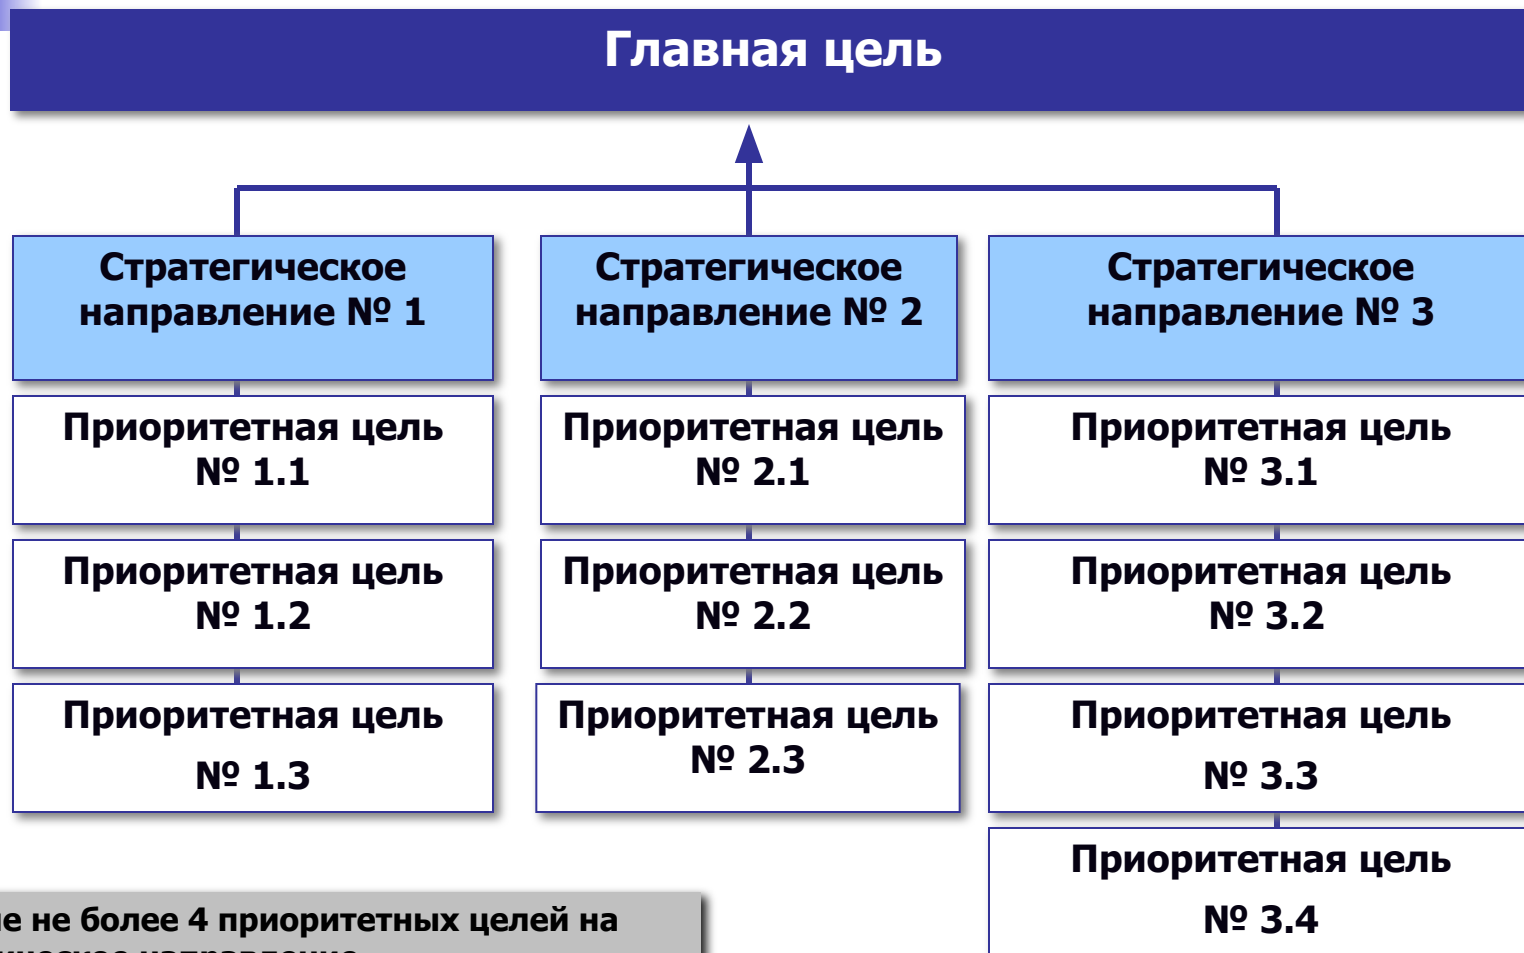 Главная цель
Стратегическое
направление № 1
Стратегическое
направление № 2
Стратегическое
направление № 3
Приоритетная цель
№ 1.1
Приоритетная цель
№ 2.1
Приоритетная цель
№ 3.1
Приоритетная цель
№ 1.2
Приоритетная цель
№ 2.2
Приоритетная цель
№ 3.2
Приоритетная цель
№ 1.3
Приоритетная цель
№ 2.3
Приоритетная цель
№ 3.3
Приоритетная цель
№ 3.4
не более 4 приоритетных целей на
направление